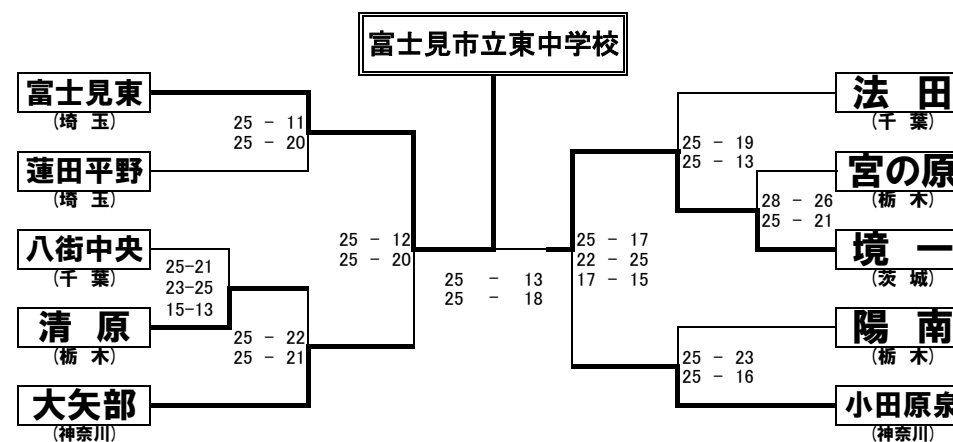 富士見市立東中学校
富士見東
(埼 玉)
25 - 11
25 - 20
蓮田平野
(埼 玉)
八街中央
(千 葉)
25-21
23-25
15-13
清 原
(栃 木)
25 - 22
25 - 21
大矢部
(神奈川)
25 - 12
25 - 20
25 - 13
25 - 18
25 - 17
22 - 25
17 - 15
法 田
(千 葉)
25 - 19
25 - 13
宮の原
(栃 木)
28 - 26
25 - 21
境 一
(茨 城)
陽 南
(栃 木)
25 - 23
25 - 16
小田原泉
(神奈川)